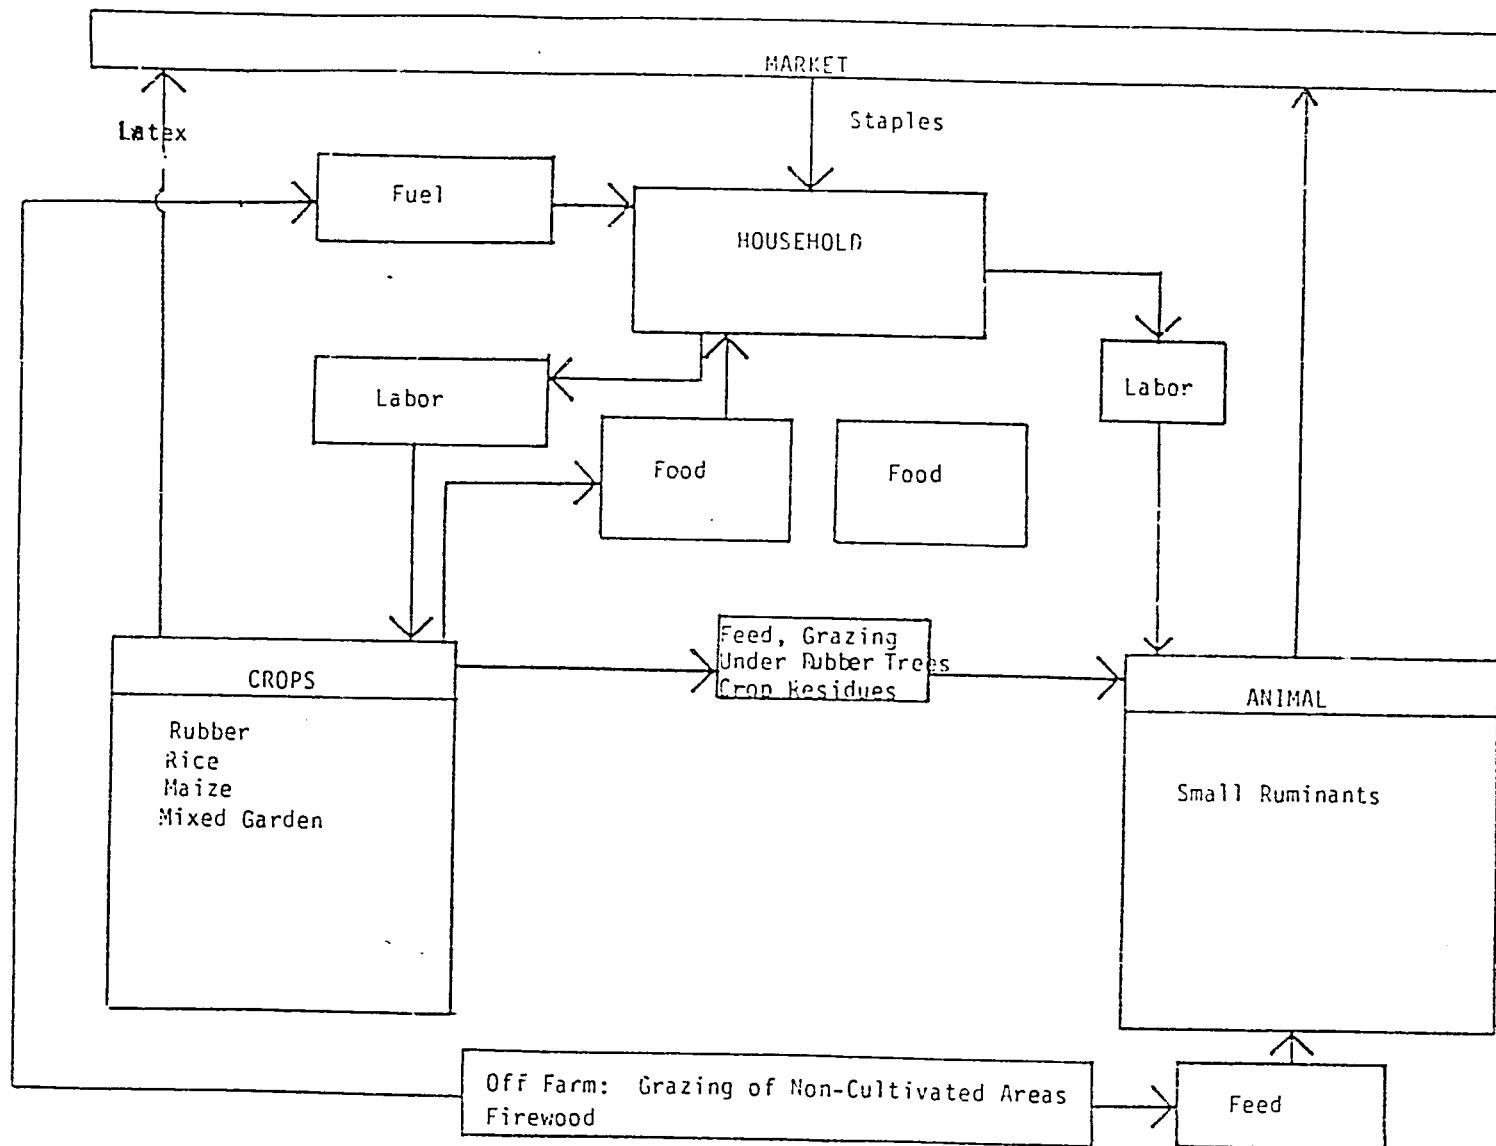 MARKET
Latex
Staples
Fuel
HOUSEHOLD
Labor
Labor
Food
Food
Feed, Grazing
Under Rubber Trees
Crop Residues
CROPS
ANIMAL
Rubber
Rice
Maize
Mixed Garden
Small Ruminants
Off Farm: Grazing of Non-Cultivated Areas
Firewood
Feed